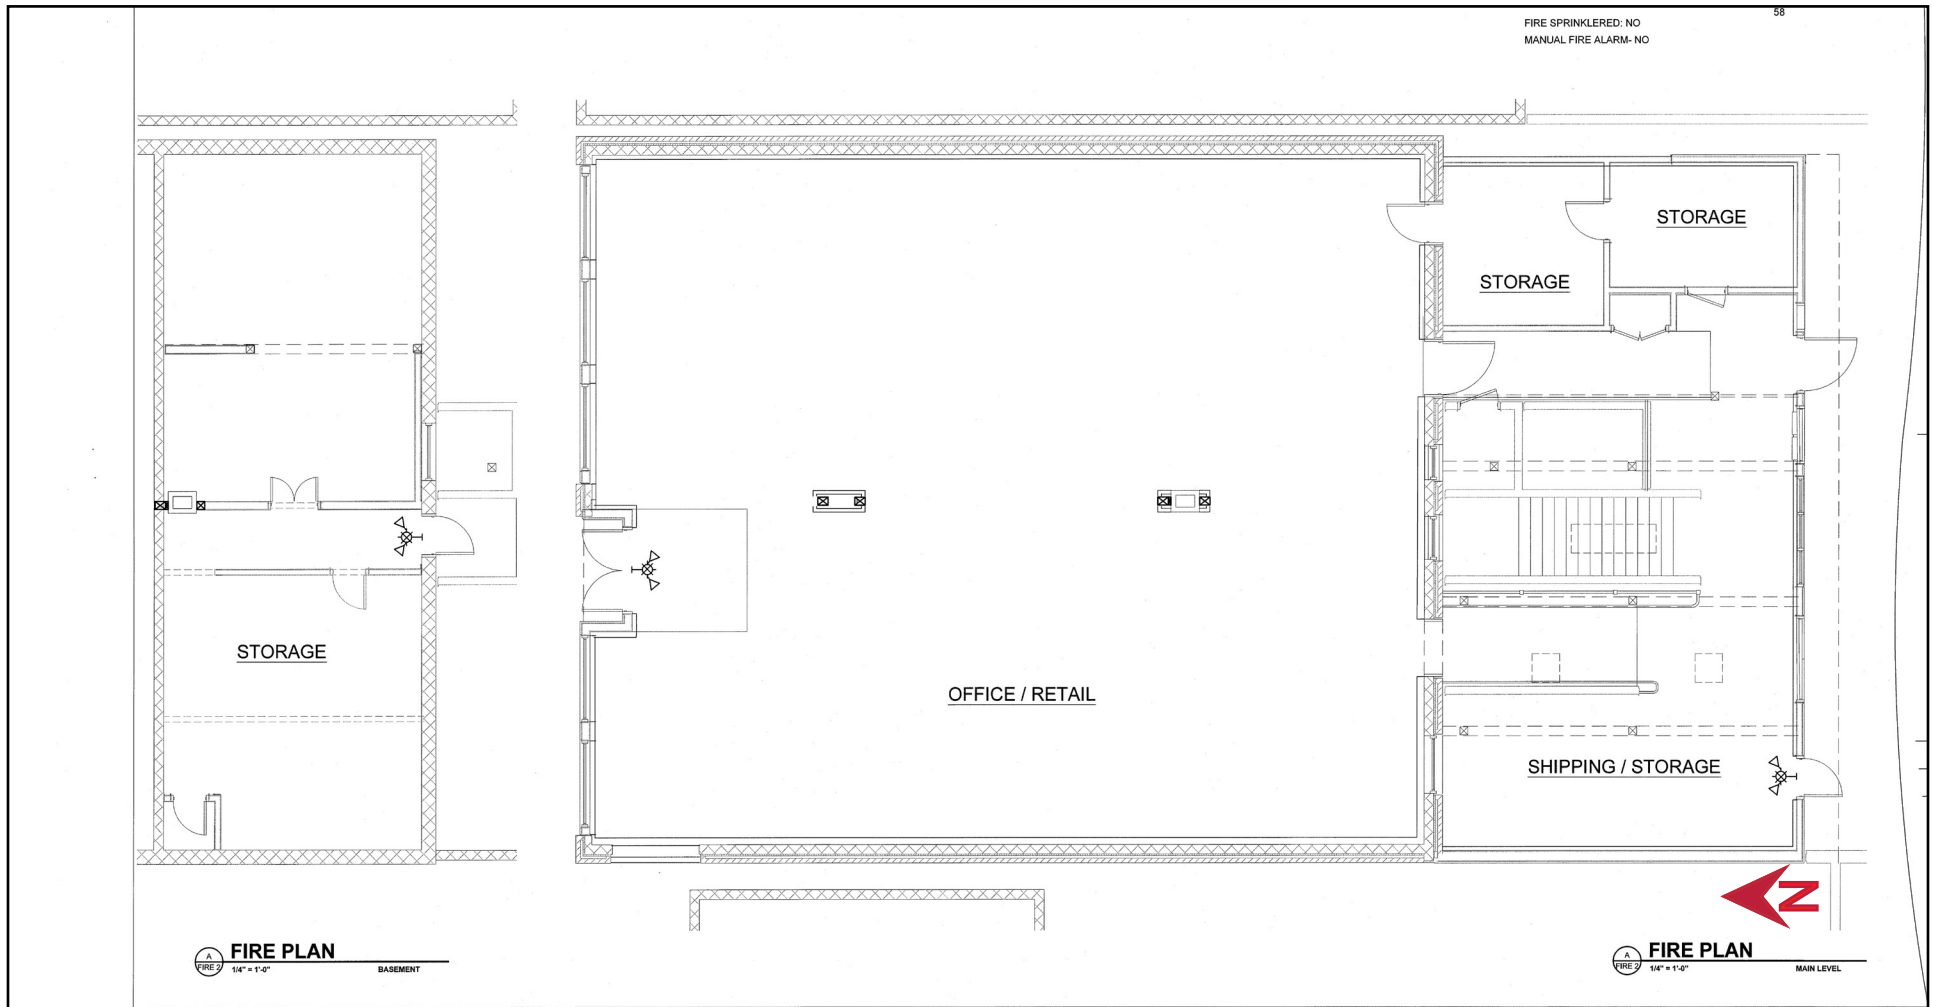 58
FIRE SPRINKLERED: NO
MANUAL FIRE ALARM- NO
STORAGE
STORAGE
STORAGE
OFFICE / RETAIL
SHIPPING / STORAGE
N
A
FIRE 2
FIRE PLAN
1/4" = 1'-0"
BASEMENT
A
FIRE 2
FIRE PLAN
1/4" = 1'-0"
MAIN LEVEL